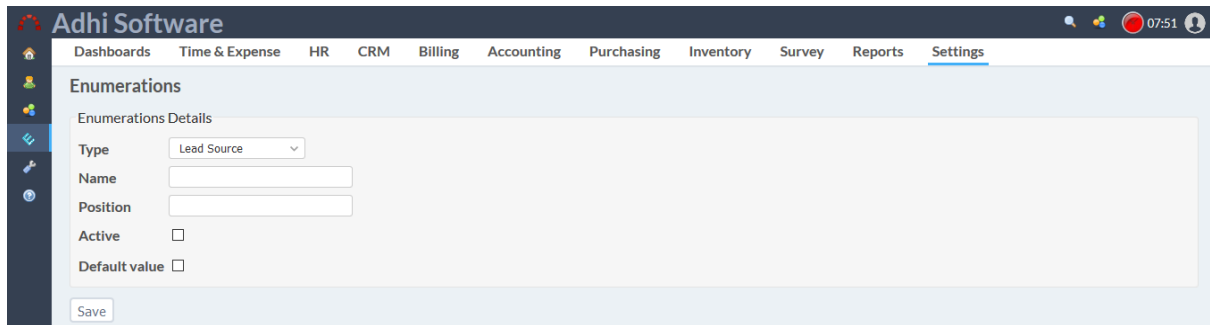 Adhi Software
07:51
Dashboards Time & Expense HR CRM Billing Accounting Purchasing Inventory Survey Reports Settings
Enumerations
Enumerations Details
Type Lead Source
Name
Position
Active
Default value
Save